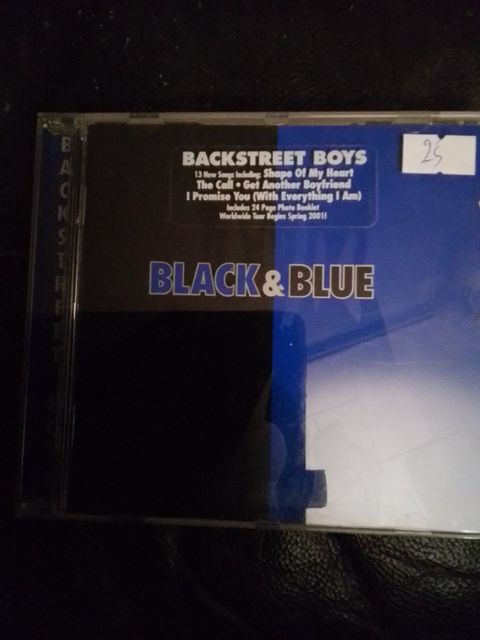 BACKSTREET BOYS
13 New Songs Including: Shape Of My Heart
The Call • Get Another Boyfriend
I Promise You (With Everything I Am)
Includes 24 Page Photo Booklet
Worldwide Tour Begins Spring 2001!
25
BLACK & BLUE
BACKSTREET